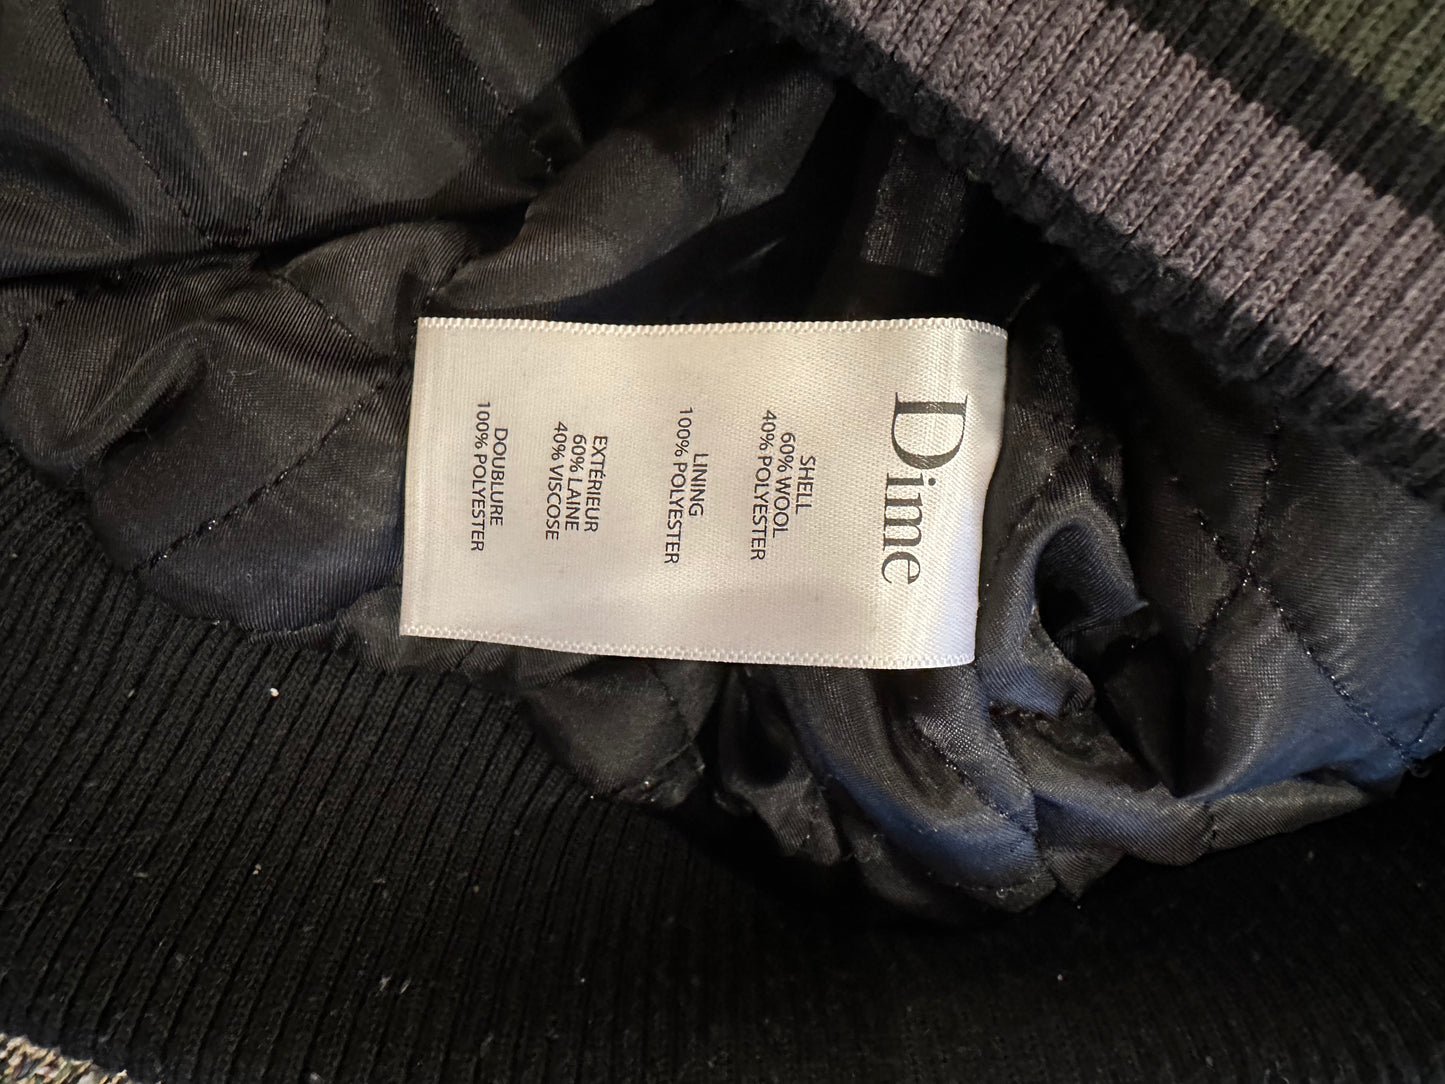 Dime
SHELL
60% WOOL
40% POLYESTER
LINING
100% POLYESTER
EXTÉRIEUR
60% LAINE
40% VISCOSE
DOUBLURE
100% POLYESTER